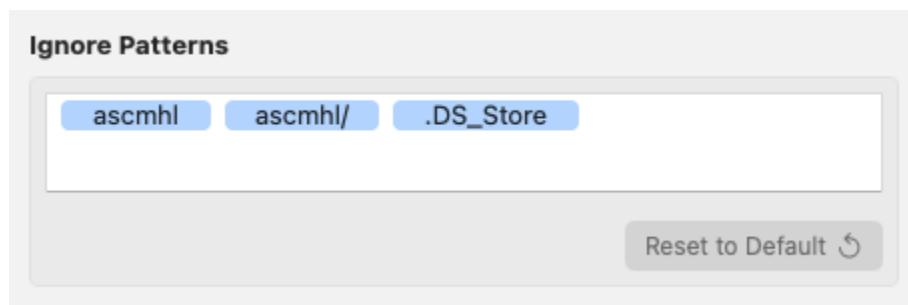 Ignore Patterns
ascmhl ascmhl/ .DS_Store
Reset to Default